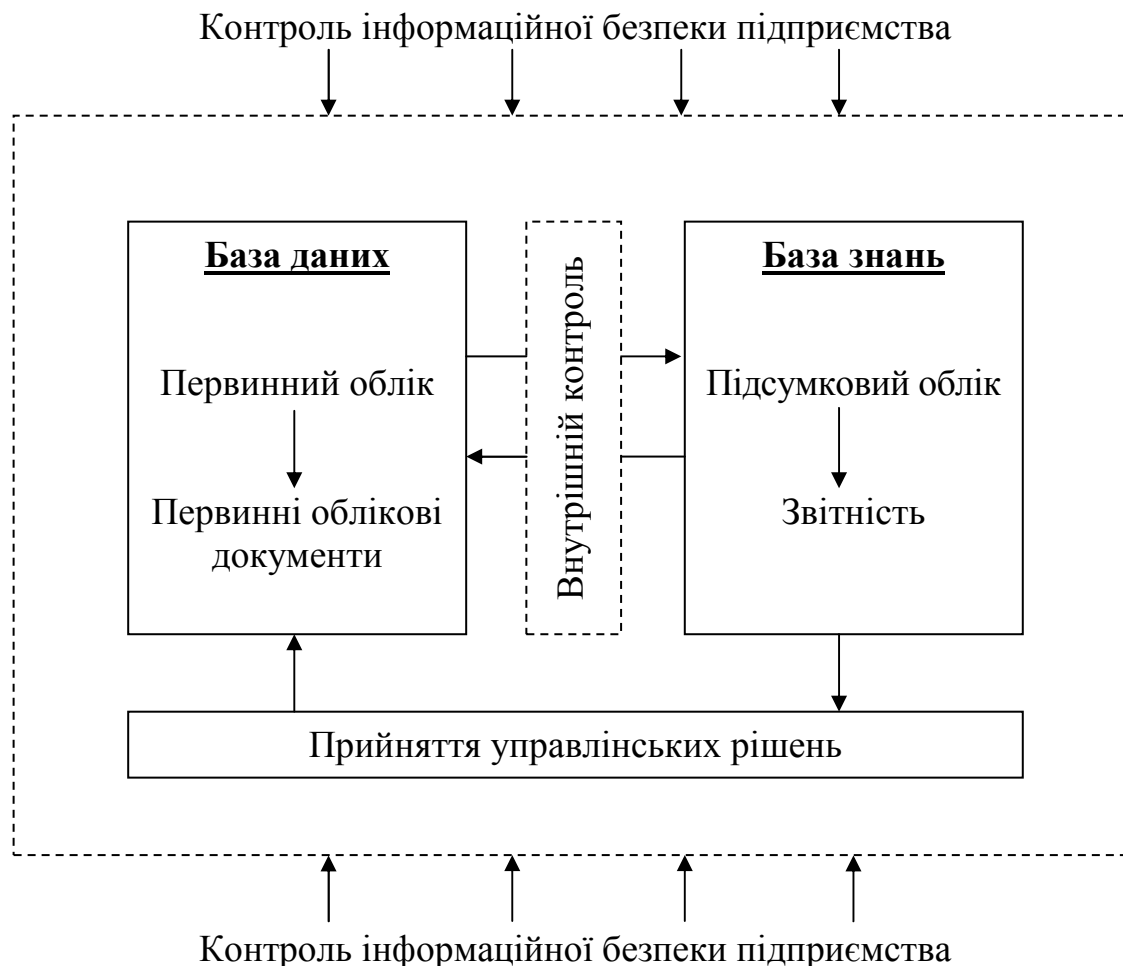 Контроль інформаційної безпеки підприємства
База даних
Первинний облік
Первинні облікові
документи
Внутрішній контроль
База знань
Підсумковий облік
Звітність
Прийняття управлінських рішень
Контроль інформаційної безпеки підприємства